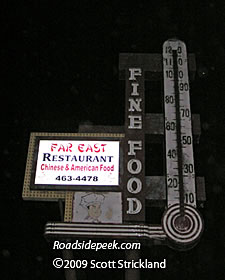 FAR EAST
RESTAURANT
Chinese & American Food
463-4478
FINE FOOD
Roadsidepeek.com
©2009 Scott Strickland